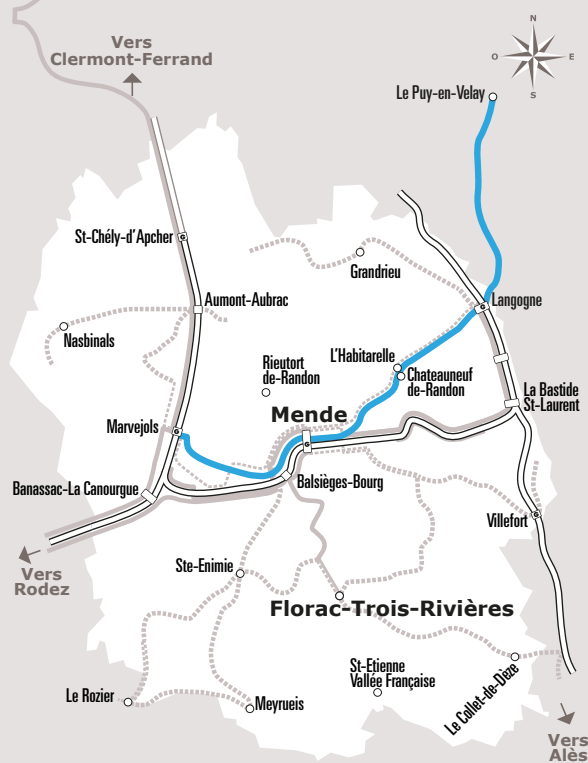 Vers
Clermont-Ferrand
N
O
E
S
Le Puy-en-Velay
St-Chély-d'Apcher
G
Grandrieu
Aumont-Aubrac
G
Langogne
Nasbinals
L'Habitarelle
Rieutort
de-Randon
Chateauneuf
de-Randon
La Bastide
St-Laurent
Mende
Marvejols
G
G
Balsièges-Bourg
Banassac-La Canourgue
Villefort
G
Vers
Rodez
Ste-Enimie
Florac-Trois-Rivières
St-Etienne
Vallée Française
Le Collet-de-Dèze
Le Rozier
Meyrueis
Vers
Alès